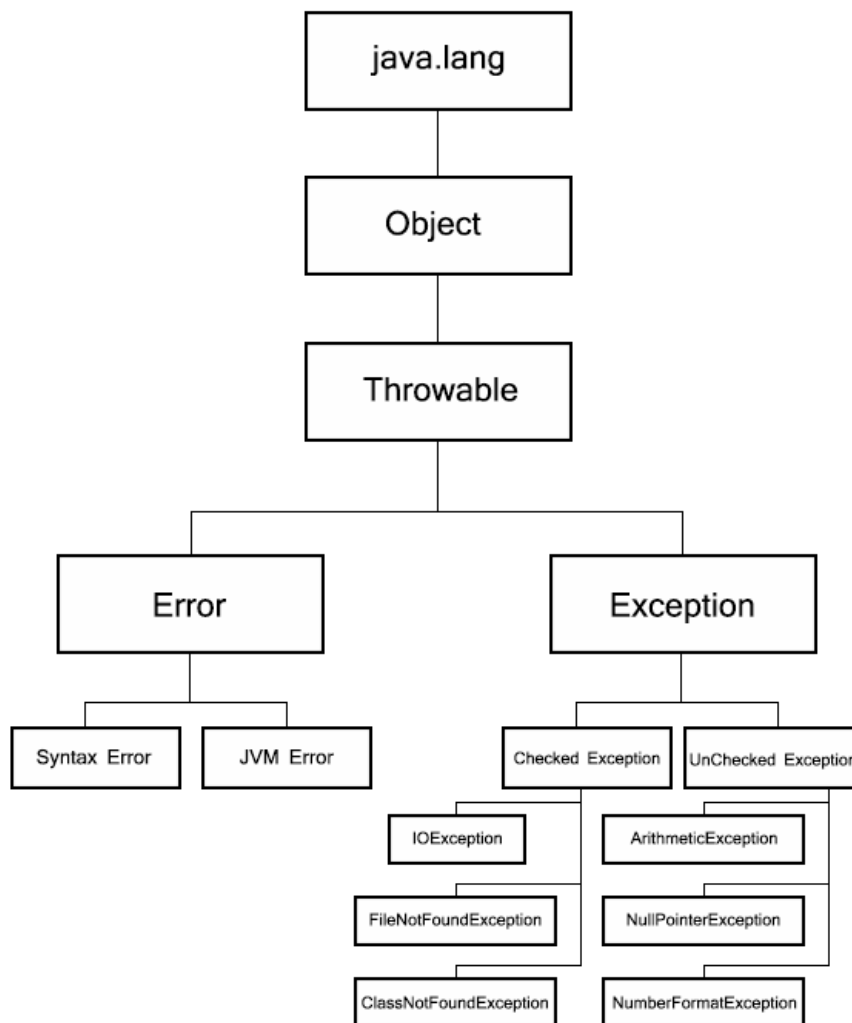 java.lang
Object
Throwable
Error
Exception
Syntax Error
JVM Error
Checked Exception
UnChecked Exception
IOException
ArithmeticException
FileNotFoundException
NullPointerException
ClassNotFoundException
NumberFormatException